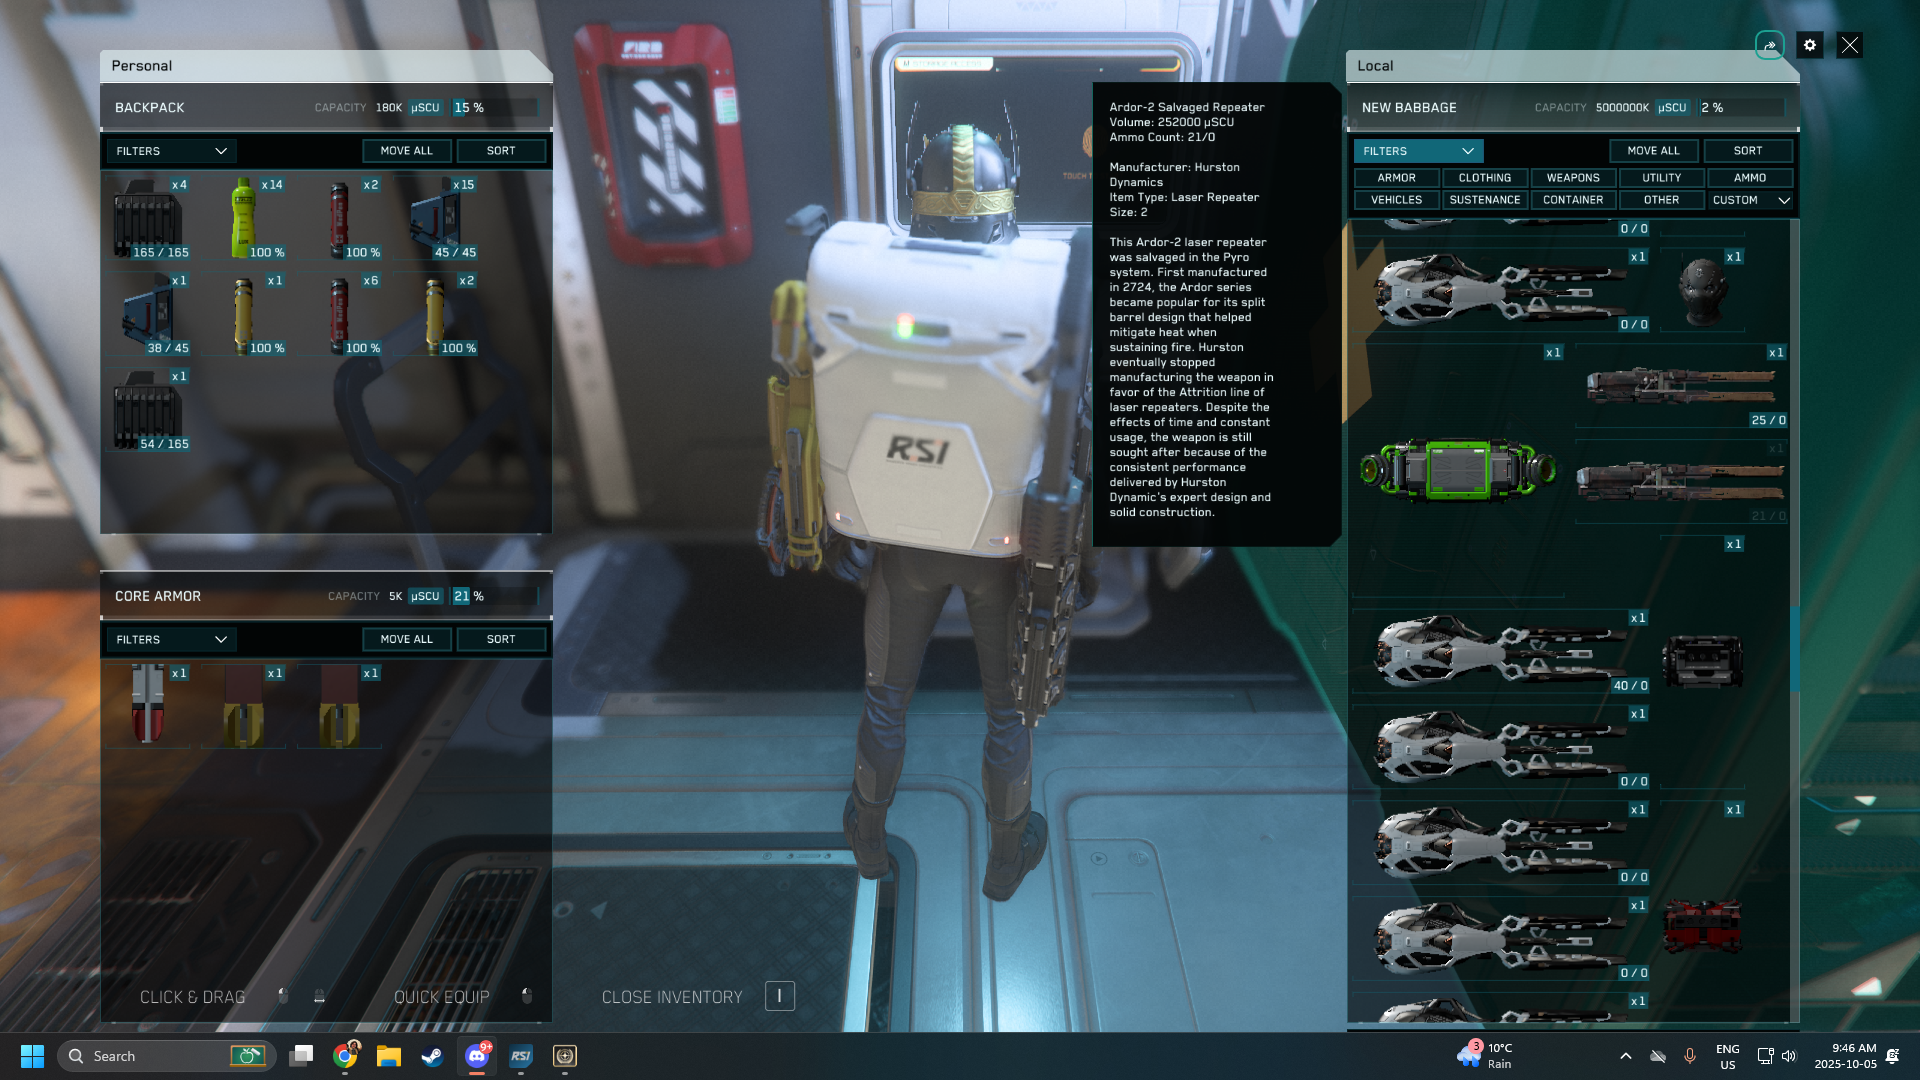 Personal
BACKPACK
CAPACITY 180K µSCU 15 %
FILTERS
MOVE ALL
SORT
x4
165 / 165
x14
100 %
x2
100 %
x15
45 / 45
x1
38 / 45
x1
100 %
x6
100 %
x2
100 %
x1
54 / 165
CORE ARMOR
CAPACITY 5K µSCU 21 %
FILTERS
MOVE ALL
SORT
x1
x1
x1
CLICK & DRAG
QUICK EQUIP
CLOSE INVENTORY
I
FIRE
RSI
Ardor-2 Salvaged Repeater
Volume: 252000 µSCU
Ammo Count: 21/0
Manufacturer: Hurston
Dynamics
Item Type: Laser Repeater
Size: 2
This Ardor-2 laser repeater
was salvaged in the Pyro
system. First manufactured
in 2724, the Ardor series
became popular for its split
barrel design that helped
mitigate heat when
sustaining fire. Hurston
eventually stopped
manufacturing the weapon in
favor of the Attrition line of
laser repeaters. Despite the
effects of time and constant
usage, the weapon is still
sought after because of the
consistent performance
delivered by Hurston
Dynamic's expert design and
solid construction.
Local
NEW BABBAGE
CAPACITY 5000000K µSCU 2 %
FILTERS
MOVE ALL
SORT
ARMOR
CLOTHING
WEAPONS
UTILITY
AMMO
VEHICLES
SUSTENANCE
CONTAINER
OTHER
CUSTOM
0 / 0
x1
0 / 0
x1
x1
x1
25 / 0
x1
21 / 0
x1
x1
40 / 0
x1
0 / 0
x1
0 / 0
x1
x1
0 / 0
x1
Search
9+
RSI
3
10°C
Rain
ENG
US
9:46 AM
2025-10-05